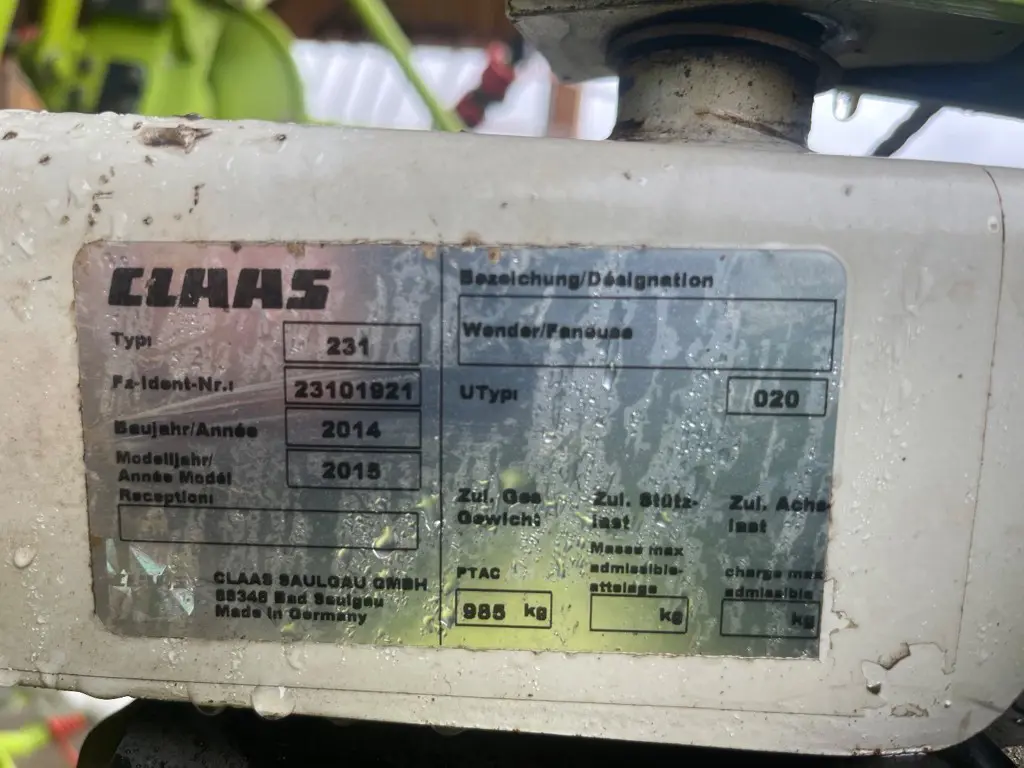 CLAAS
Typ: 231
Fz-Ident-Nr.: 23101921
Baujahr/Année 2014
Modelljahr/
Année Modél 2015
Reception:
CLAAS SAULGAU GMBH
88348 Bad Saulgau
Made in Germany
Bezeichung/Désignation
Wender/Faneuse
UTyp: 020
Zul. Ges
Gewicht
PTAC
985 kg
Zul. Stütz-
last
Masse max
admissible-
attelage
kg
Zul. Achs-
last
charge max
admissible
kg